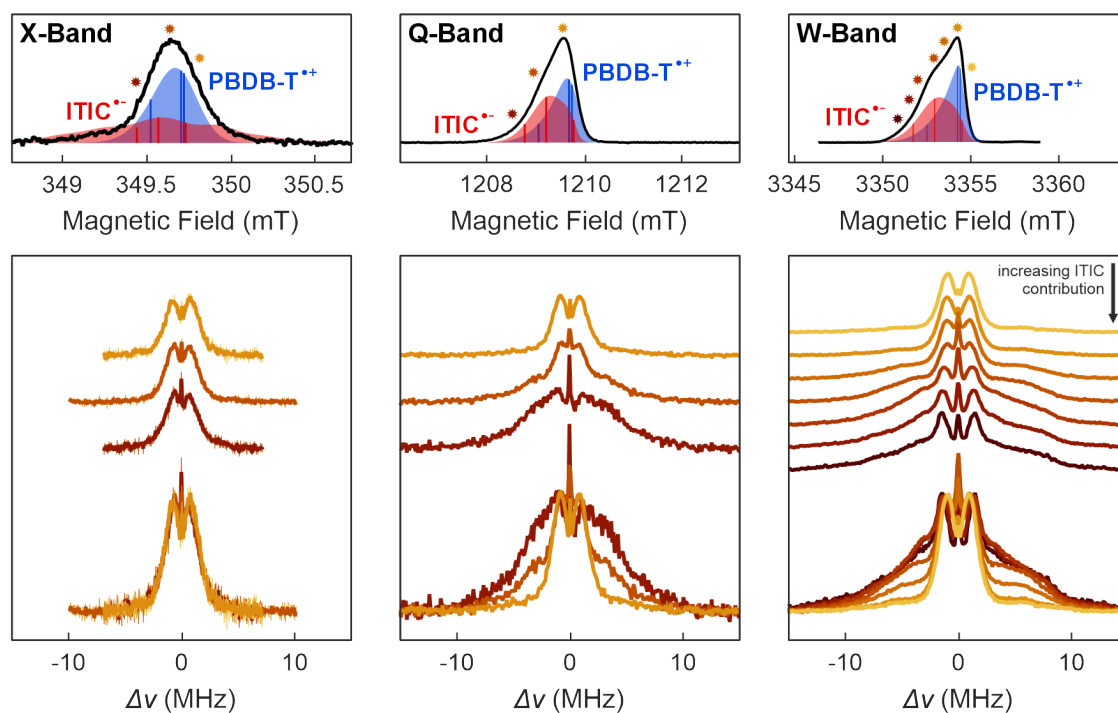 X-Band
PBDB-T•+
ITIC•-
349 349.5 350 350.5
Magnetic Field (mT)
Q-Band
PBDB-T•+
ITIC•-
1208 1210 1212
Magnetic Field (mT)
W-Band
PBDB-T•+
ITIC•-
3345 3350 3355 3360
Magnetic Field (mT)
increasing ITIC
contribution
-10 0 10
Δν (MHz)
-10 0 10
Δν (MHz)
-10 0 10
Δν (MHz)